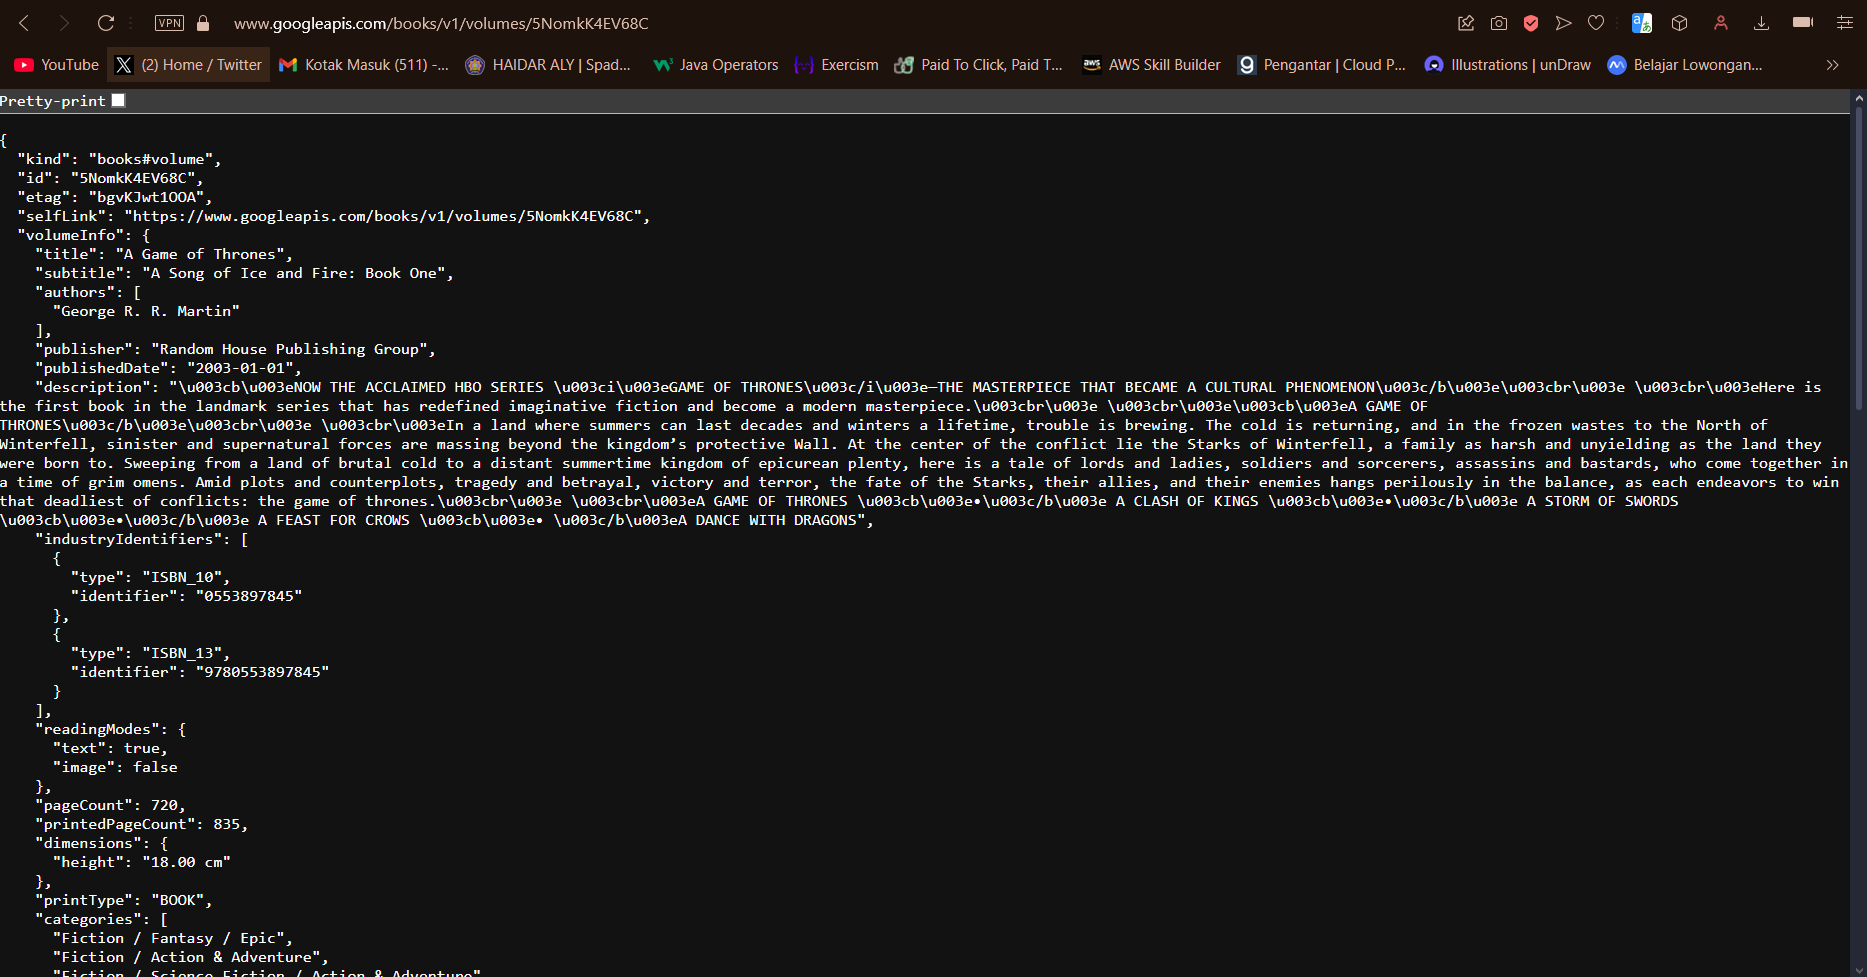 VPN www.googleapis.com/books/v1/volumes/5NomkK4EV68C
YouTube (2) Home / Twitter Kotak Masuk (511) -... HAIDAR ALY | Spad... Java Operators Exercism Paid To Click, Paid T... aws AWS Skill Builder Pengantar | Cloud P... Illustrations | unDraw Belajar Lowongan...
Pretty-print
{
"kind": "books#volume",
"id": "5NomkK4EV68C",
"etag": "bgvKJwt1OOA",
"selfLink": "https://www.googleapis.com/books/v1/volumes/5NomkK4EV68C",
"volumeInfo": {
"title": "A Game of Thrones",
"subtitle": "A Song of Ice and Fire: Book One",
"authors": [
"George R. R. Martin"
],
"publisher": "Random House Publishing Group",
"publishedDate": "2003-01-01",
"description": "\u003cb\u003eNOW THE ACCLAIMED HBO SERIES \u003ci\u003eGAME OF THRONES\u003c/i\u003e—THE MASTERPIECE THAT BECAME A CULTURAL PHENOMENON\u003c/b\u003e\u003cbr\u003e \u003cbr\u003eHere is
the first book in the landmark series that has redefined imaginative fiction and become a modern masterpiece.\u003cbr\u003e \u003cbr\u003e\u003cb\u003eA GAME OF
THRONES\u003c/b\u003e\u003cbr\u003e \u003cbr\u003eIn a land where summers can last decades and winters a lifetime, trouble is brewing. The cold is returning, and in the frozen wastes to the North of
Winterfell, sinister and supernatural forces are massing beyond the kingdom’s protective Wall. At the center of the conflict lie the Starks of Winterfell, a family as harsh and unyielding as the land they
were born to. Sweeping from a land of brutal cold to a distant summertime kingdom of epicurean plenty, here is a tale of lords and ladies, soldiers and sorcerers, assassins and bastards, who come together in
a time of grim omens. Amid plots and counterplots, tragedy and betrayal, victory and terror, the fate of the Starks, their allies, and their enemies hangs perilously in the balance, as each endeavors to win
that deadliest of conflicts: the game of thrones.\u003cbr\u003e \u003cbr\u003eA GAME OF THRONES \u003cb\u003e•\u003c/b\u003e A CLASH OF KINGS \u003cb\u003e•\u003c/b\u003e A STORM OF SWORDS
\u003cb\u003e•\u003c/b\u003e A FEAST FOR CROWS \u003cb\u003e• \u003c/b\u003eA DANCE WITH DRAGONS",
"industryIdentifiers": [
{
"type": "ISBN_10",
"identifier": "0553897845"
},
{
"type": "ISBN_13",
"identifier": "9780553897845"
}
],
"readingModes": {
"text": true,
"image": false
},
"pageCount": 720,
"printedPageCount": 835,
"dimensions": {
"height": "18.00 cm"
},
"printType": "BOOK",
"categories": [
"Fiction / Fantasy / Epic",
"Fiction / Action & Adventure",
"Fiction / Science Fiction / Action & Adventure"